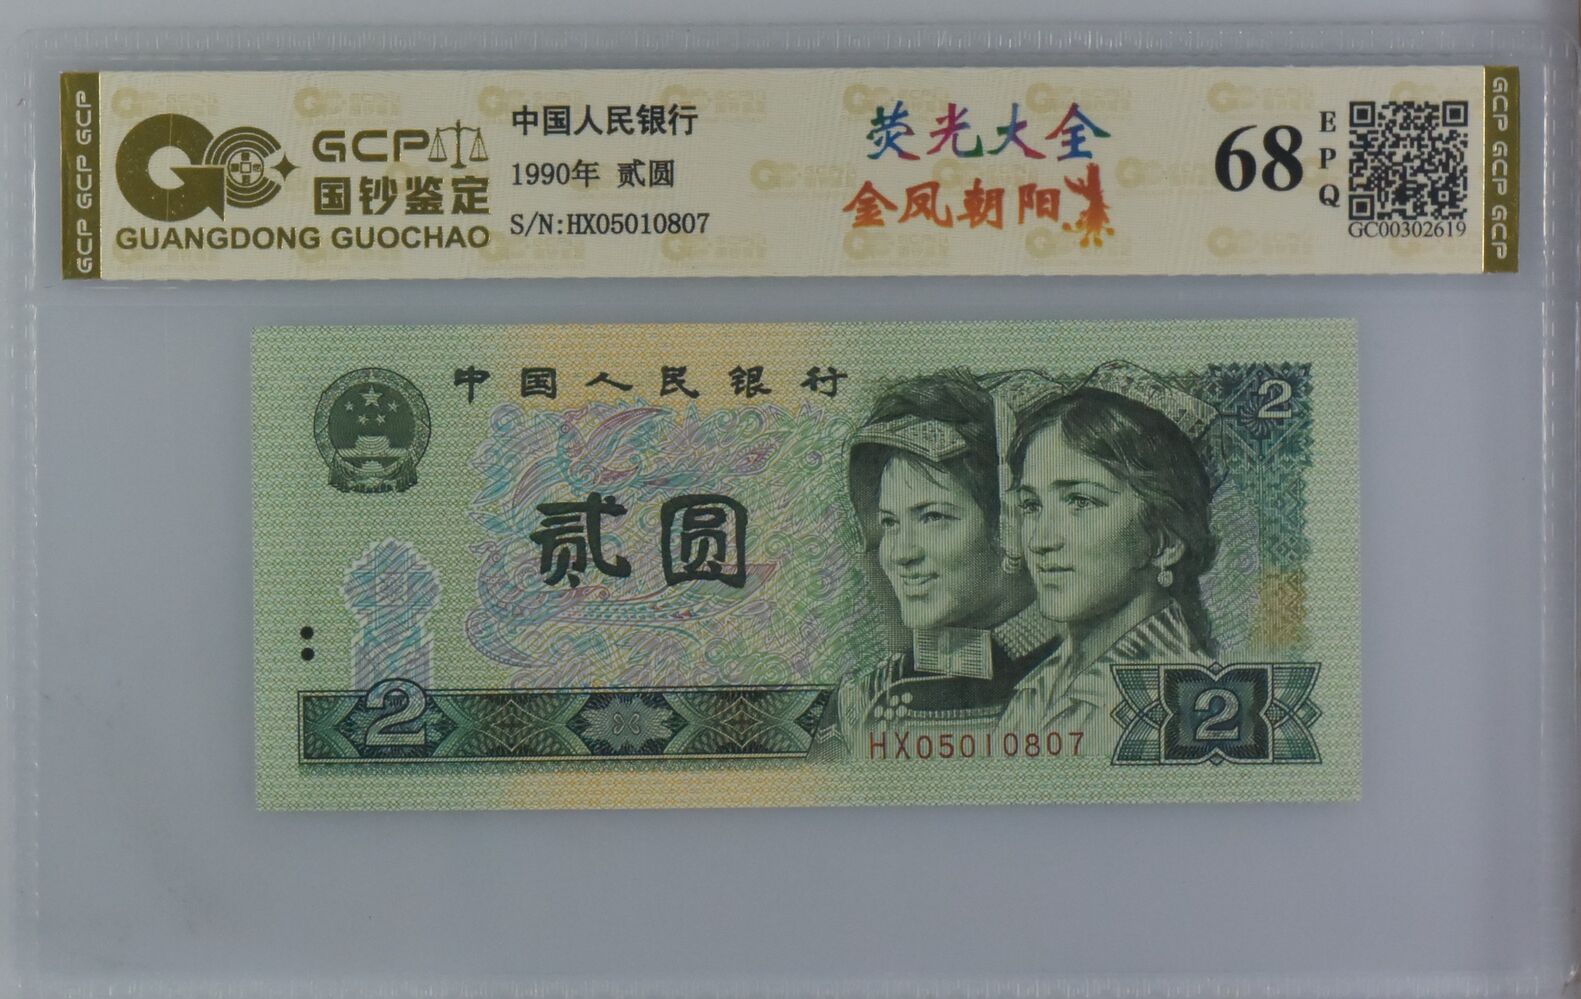 GCP GCP GCP
GCP
国钞鉴定
GUANGDONG GUOCHAO
中国人民银行
1990年 贰圆
S/N:HX05010807
荧光大全
金凤朝阳
68
EPQ
GC00302619
GCP GCP GCP
中国人民银行
2
贰圆
2
2
HX05010807